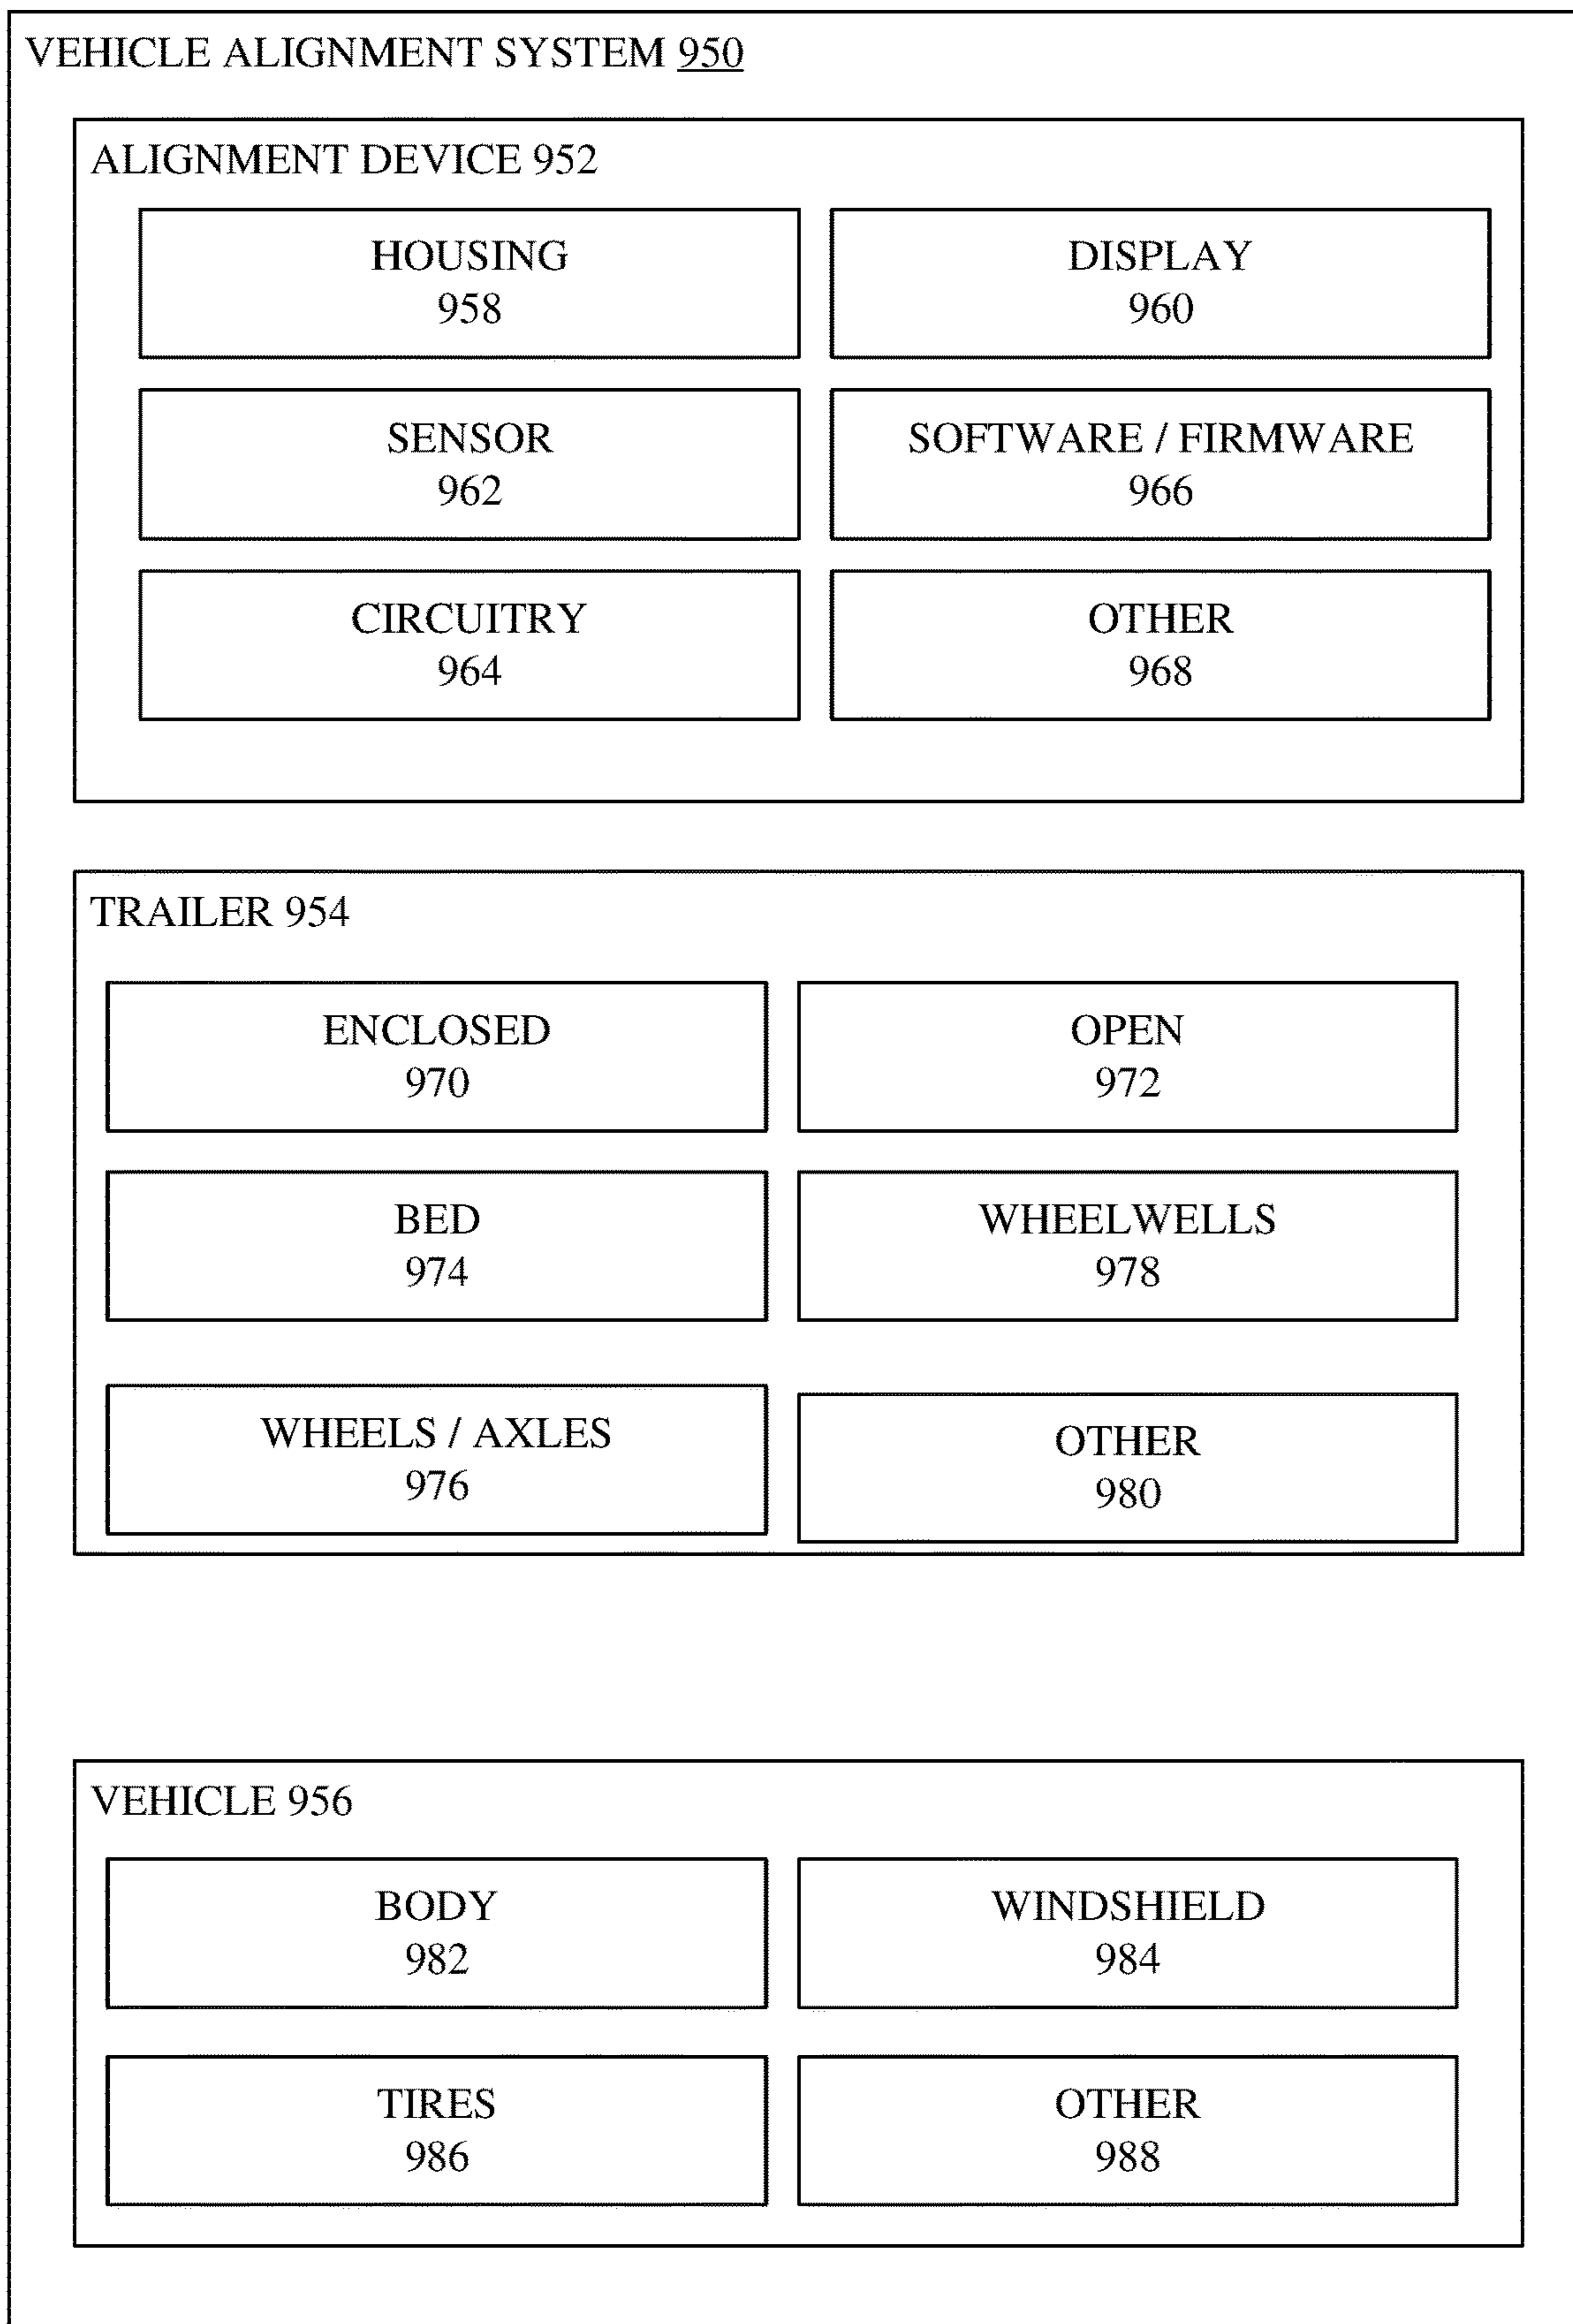 VEHICLE ALIGNMENT SYSTEM 950
ALIGNMENT DEVICE 952
HOUSING
958
DISPLAY
960
SENSOR
962
SOFTWARE / FIRMWARE
966
CIRCUITRY
964
OTHER
968
TRAILER 954
ENCLOSED
970
OPEN
972
BED
974
WHEELWELLS
978
WHEELS / AXLES
976
OTHER
980
VEHICLE 956
BODY
982
WINDSHIELD
984
TIRES
986
OTHER
988